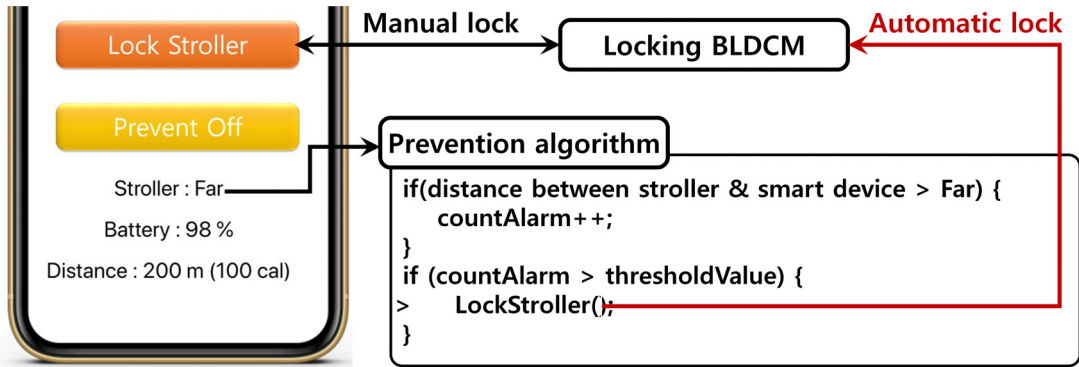 Lock Stroller
Manual lock
Locking BLDCM
Automatic lock
Prevent Off
Stroller : Far
Battery : 98 %
Distance : 200 m (100 cal)
Prevention algorithm
if(distance between stroller & smart device > Far) {
countAlarm++;
}
if (countAlarm > thresholdValue) {
> LockStroller();
}